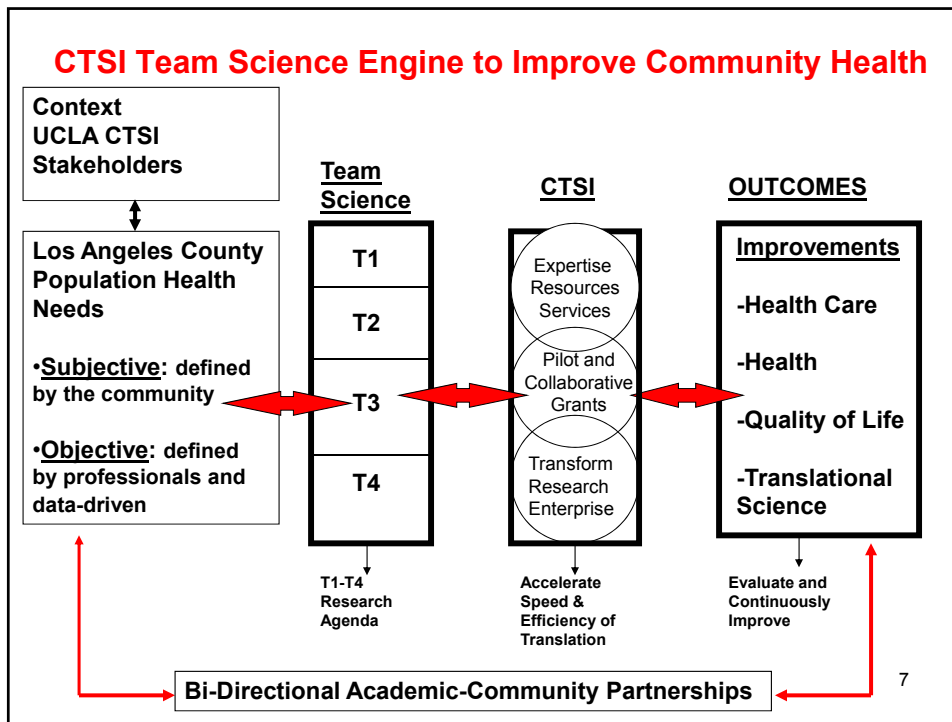 CTSI Team Science Engine to Improve Community Health
Context
UCLA CTSI
Stakeholders
Los Angeles County
Population Health
Needs
•Subjective: defined
by the community
•Objective: defined
by professionals and
data-driven
Team
Science
T1
T2
T3
T4
T1-T4
Research
Agenda
CTSI
Expertise
Resources
Services
Pilot and
Collaborative
Grants
Transform
Research
Enterprise
Accelerate
Speed &
Efficiency of
Translation
OUTCOMES
Improvements
-Health Care
-Health
-Quality of Life
-Translational
Science
Evaluate and
Continuously
Improve
Bi-Directional Academic-Community Partnerships
7